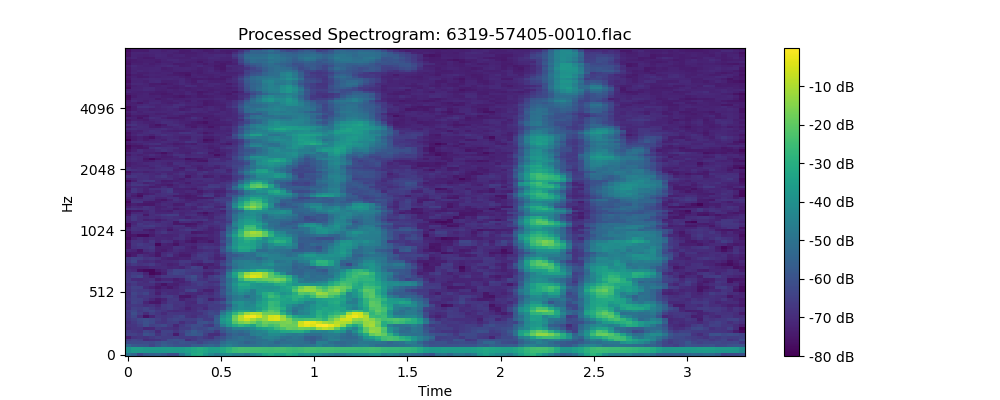 Processed Spectrogram: 6319-57405-0010.flac
Hz
4096
2048
1024
512
0
0 0.5 1 1.5 2 2.5 3
Time
-10 dB
-20 dB
-30 dB
-40 dB
-50 dB
-60 dB
-70 dB
-80 dB